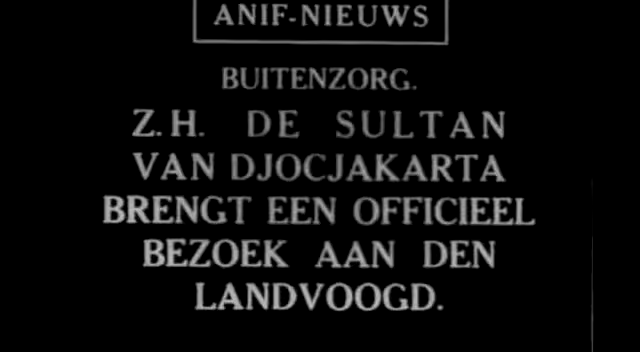 ANIF-NIEUWS
BUITENZORG.
Z.H. DE SULTAN
VAN DJOCJAKARTA
BRENGT EEN OFFICIEEL
BEZOEK AAN DEN
LANDVOOGD.